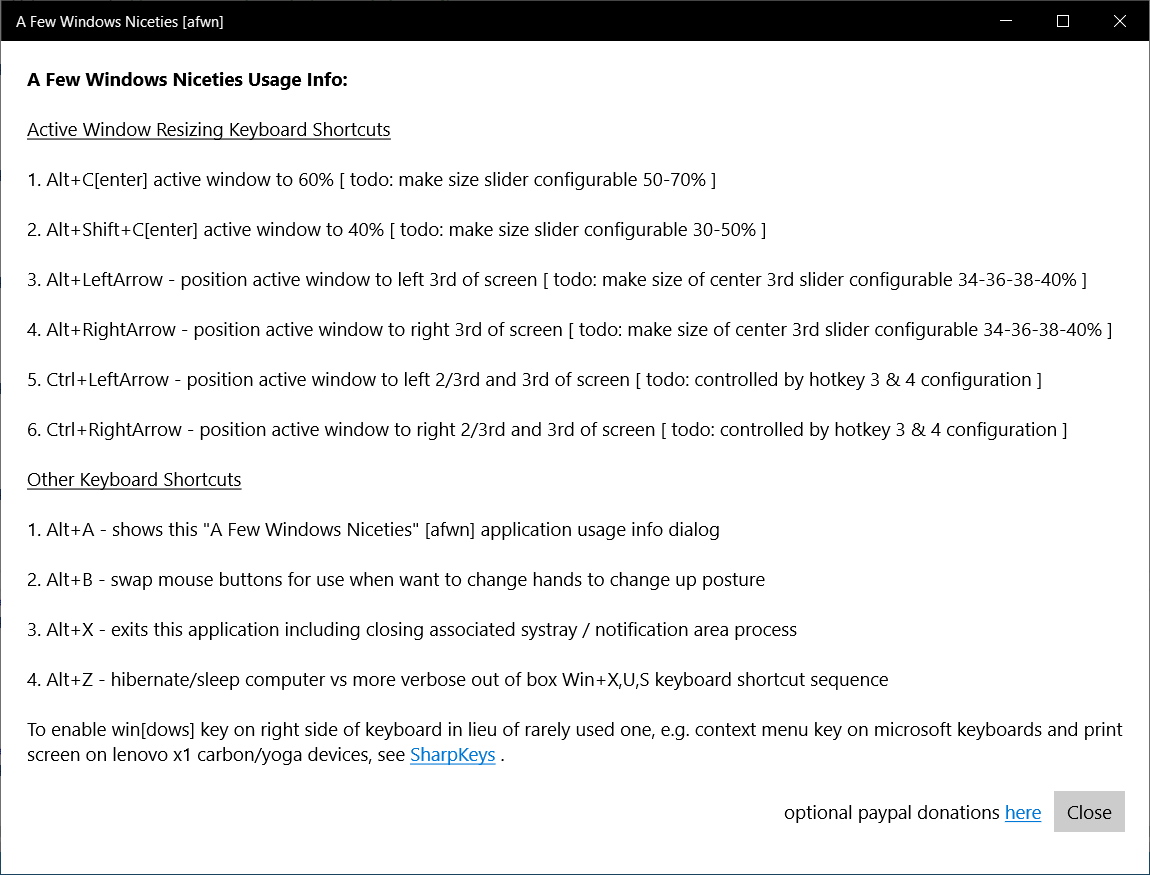 A Few Windows Niceties [afwn]
A Few Windows Niceties Usage Info:
Active Window Resizing Keyboard Shortcuts
1. Alt+C[enter] active window to 60% [ todo: make size slider configurable 50-70% ]
2. Alt+Shift+C[enter] active window to 40% [ todo: make size slider configurable 30-50% ]
3. Alt+LeftArrow - position active window to left 3rd of screen [ todo: make size of center 3rd slider configurable 34-36-38-40% ]
4. Alt+RightArrow - position active window to right 3rd of screen [ todo: make size of center 3rd slider configurable 34-36-38-40% ]
5. Ctrl+LeftArrow - position active window to left 2/3rd and 3rd of screen [ todo: controlled by hotkey 3 & 4 configuration ]
6. Ctrl+RightArrow - position active window to right 2/3rd and 3rd of screen [ todo: controlled by hotkey 3 & 4 configuration ]
Other Keyboard Shortcuts
1. Alt+A - shows this "A Few Windows Niceties" [afwn] application usage info dialog
2. Alt+B - swap mouse buttons for use when want to change hands to change up posture
3. Alt+X - exits this application including closing associated systray / notification area process
4. Alt+Z - hibernate/sleep computer vs more verbose out of box Win+X,U,S keyboard shortcut sequence
To enable win[dows] key on right side of keyboard in lieu of rarely used one, e.g. context menu key on microsoft keyboards and print
screen on lenovo x1 carbon/yoga devices, see SharpKeys .
optional paypal donations here
Close